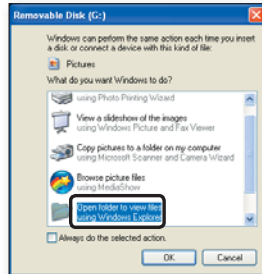 Removable Disk (G:)
Windows can perform the same action each time you insert
a disk or connect a device with this kind of file:
Pictures
What do you want Windows to do?
using Photo Printing Wizard
View a slideshow of the images
using Windows Picture and Fax Viewer
Copy pictures to a folder on my computer
using Microsoft Scanner and Camera Wizard
Browse picture files
using MediaShow
Open folder to view files
using Windows Explorer
Always do the selected action.
OK
Cancel